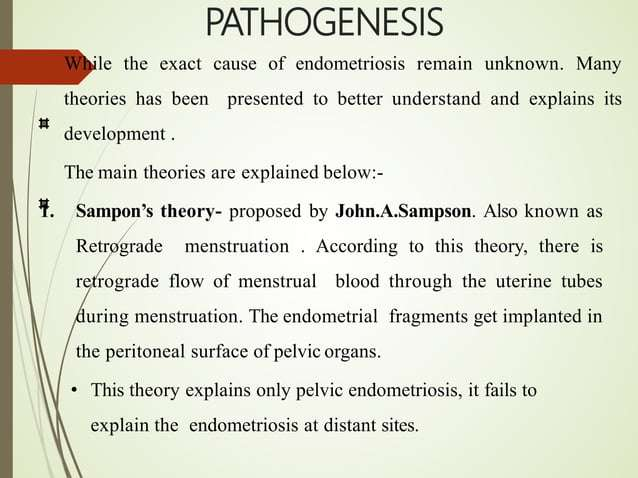 PATHOGENESIS
While the exact cause of endometriosis remain unknown. Many
theories has been presented to better understand and explains its
development .
The main theories are explained below:-
1. Sampon’s theory- proposed by John.A.Sampson. Also known as
Retrograde menstruation . According to this theory, there is
retrograde flow of menstrual blood through the uterine tubes
during menstruation. The endometrial fragments get implanted in
the peritoneal surface of pelvic organs.
• This theory explains only pelvic endometriosis, it fails to
explain the endometriosis at distant sites.